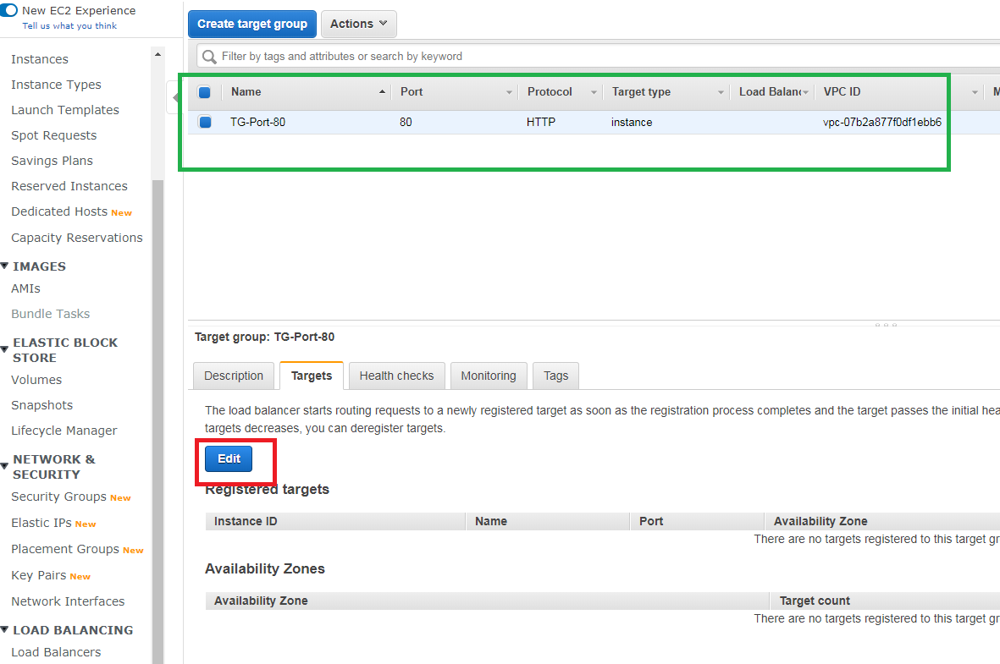 New EC2 Experience
Tell us what you think
Instances
Instance Types
Launch Templates
Spot Requests
Savings Plans
Reserved Instances
Dedicated Hosts New
Capacity Reservations
IMAGES
AMIs
Bundle Tasks
ELASTIC BLOCK
STORE
Volumes
Snapshots
Lifecycle Manager
NETWORK &
SECURITY
Security Groups New
Elastic IPs New
Placement Groups New
Key Pairs New
Network Interfaces
LOAD BALANCING
Load Balancers
Create target group Actions
Filter by tags and attributes or search by keyword
Name Port Protocol Target type Load Balanc VPC ID M
TG-Port-80 80 HTTP instance vpc-07b2a877f0df1ebb6
Target group: TG-Port-80
Description Targets Health checks Monitoring Tags
The load balancer starts routing requests to a newly registered target as soon as the registration process completes and the target passes the initial hea
targets decreases, you can deregister targets.
Edit
Registered targets
Instance ID Name Port Availability Zone
There are no targets registered to this target gr
Availability Zones
Availability Zone Target count
There are no targets registered to this target gr